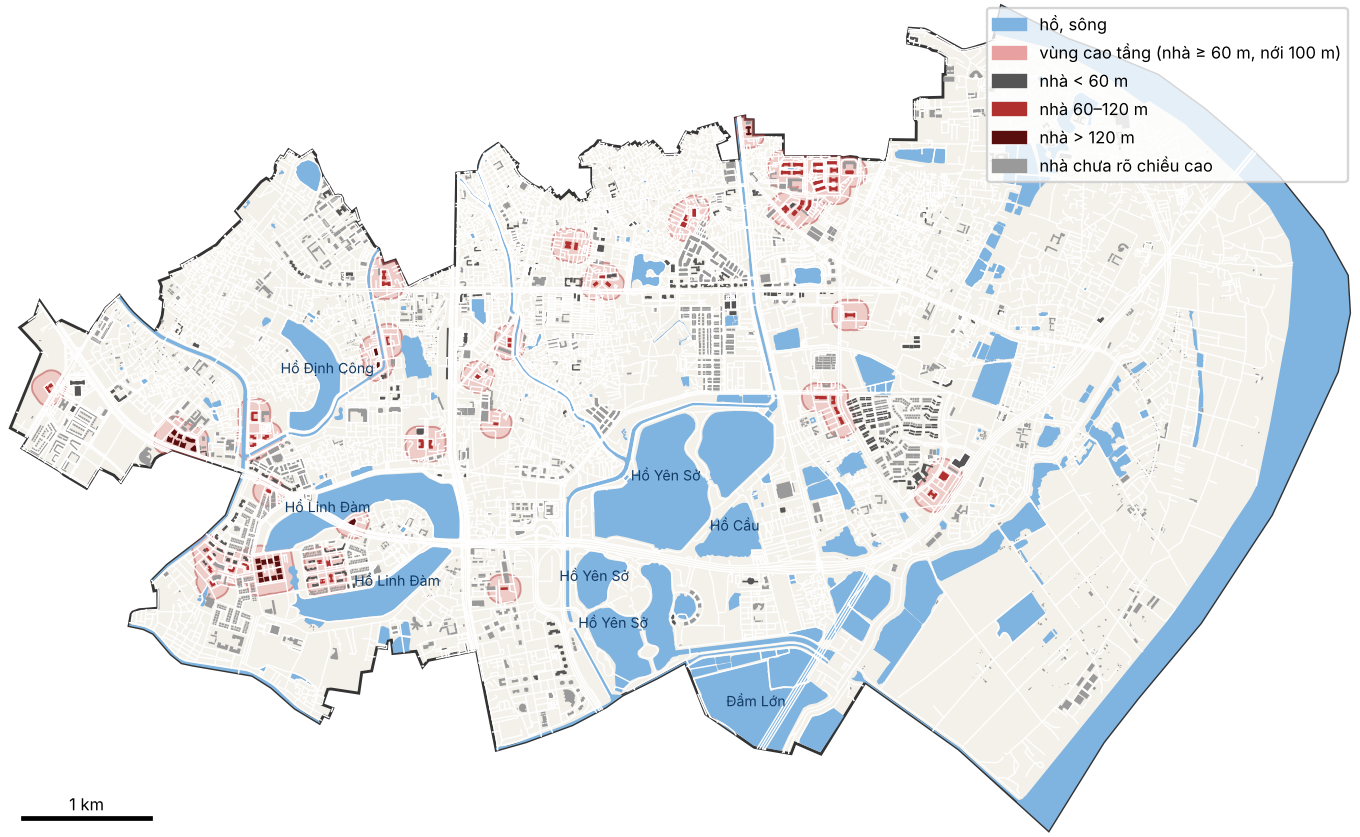 hồ, sông
vùng cao tầng (nhà ≥ 60 m, nới 100 m)
nhà < 60 m
nhà 60–120 m
nhà > 120 m
nhà chưa rõ chiều cao
Hồ Định Công
Hồ Yên Sở
Hồ Linh Đàm
Hồ Cầu
Hồ Yên Sở
Hồ Linh Đàm
Hồ Yên Sở
Đầm Lớn
1 km